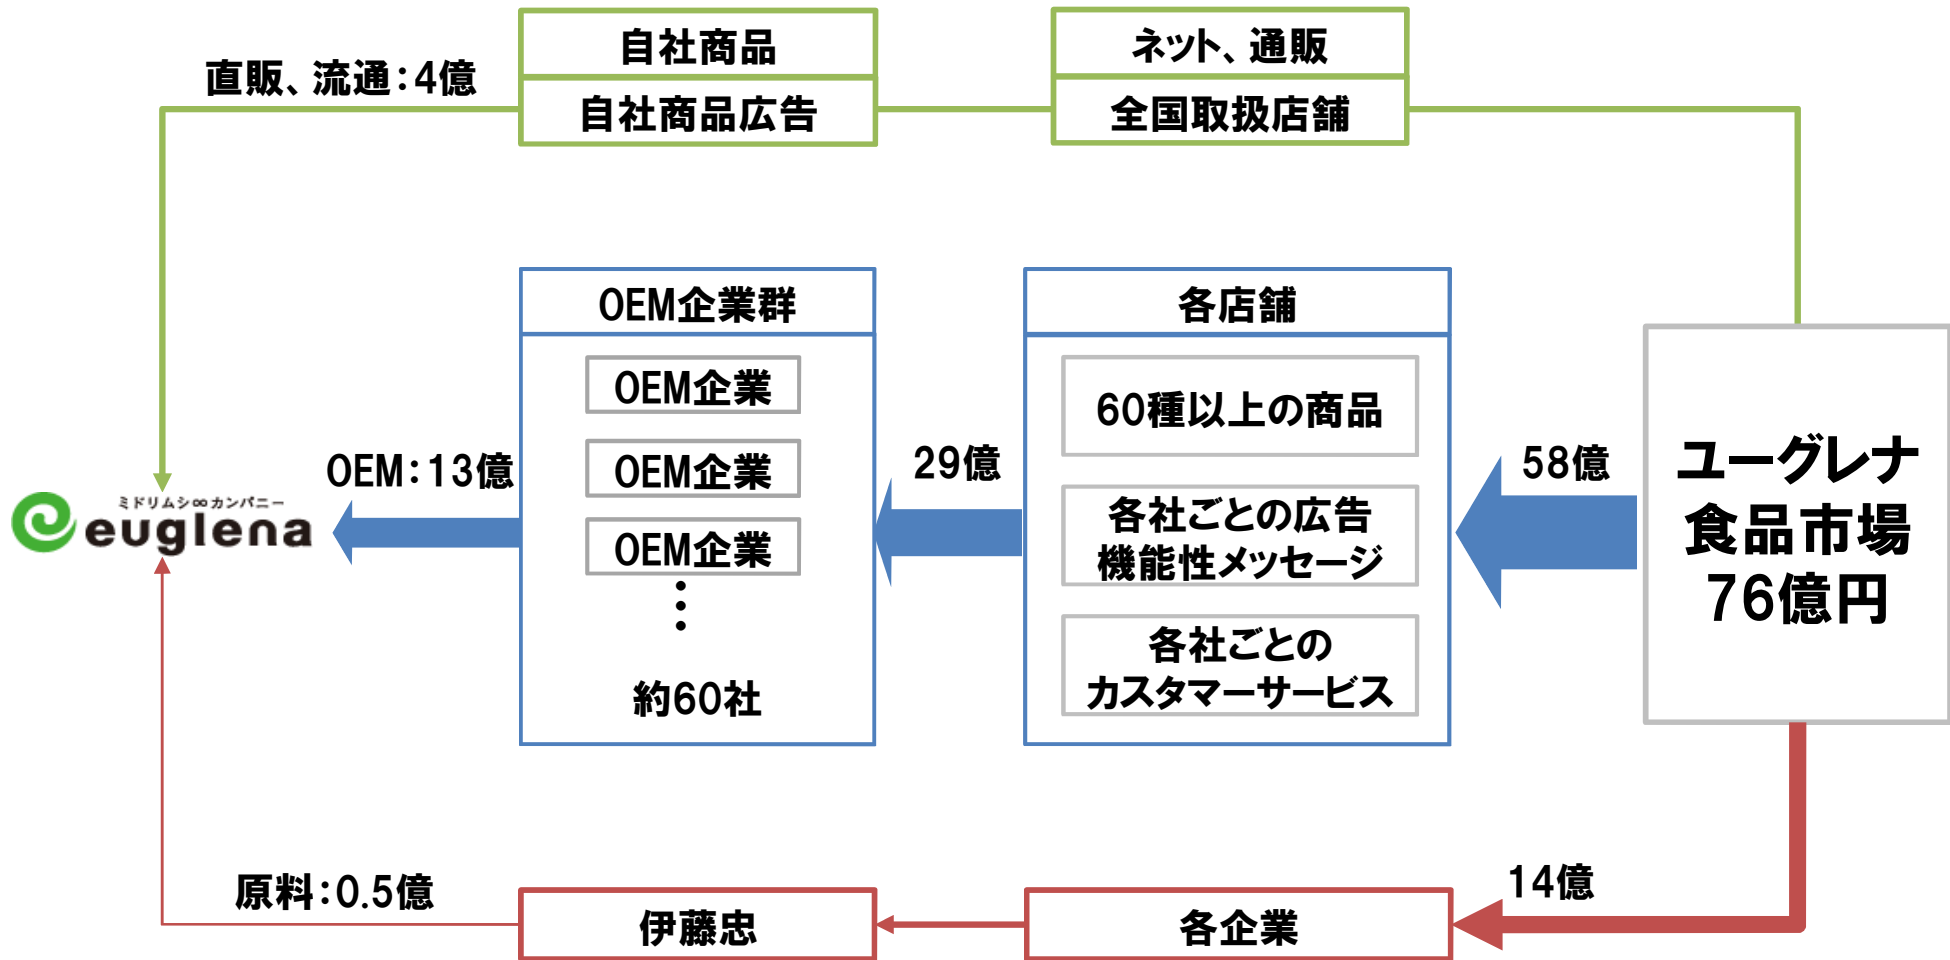 自社商品
自社商品広告
ネット、通販
全国取扱店舗
直販、流通：4億
OEM企業群
OEM企業
OEM企業
OEM企業
約60社
各店舗
60種以上の商品
各社ごとの広告
機能性メッセージ
各社ごとの
カスタマーサービス
OEM：13億
29億
58億
ユーグレナ
食品市場
76億円
ミドリムシ∞カンパニー
euglena
原料：0.5億
伊藤忠
各企業
14億